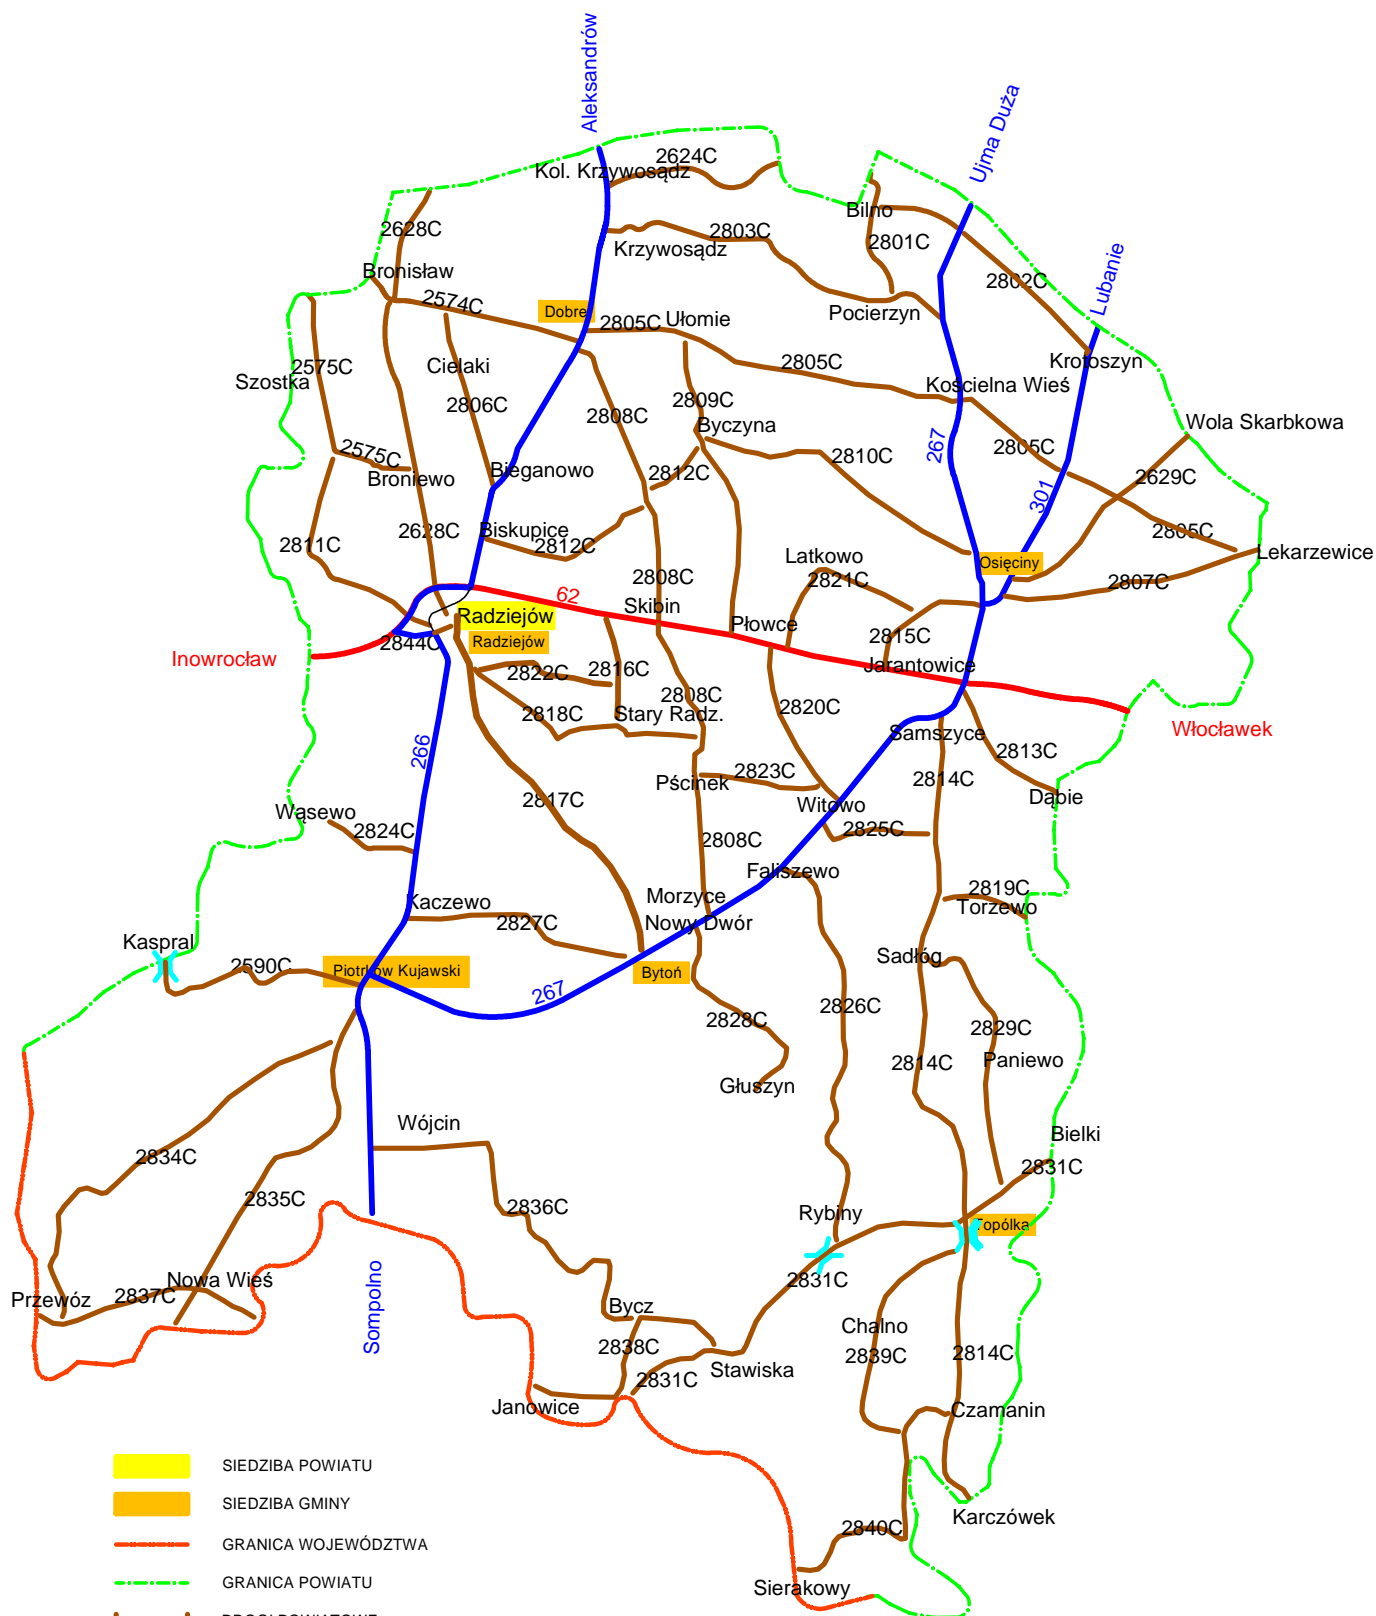 Aleksandrów
Ujma Duża
2624C
Kol. Krzywosądz
Bilno
2628C
2803C
2801C
Krzywosądz
Bronisław
2802C
Lubanie
2574C
Dobre
2805C
Ułomie
Pocierzyn
2575C
Szostka
Cielaki
2805C
Krotoszyn
Kościelna Wieś
2806C
2808C
2809C
Byczyna
Wola Skarbkowa
267
2805C
2575C
Broniewo
Bieganowo
2812C
2810C
2629C
301
2811C
2628C
Biskupice
2812C
2805C
Lekarzewice
Latkowo
Osięciny
2808C
2821C
2807C
62
Skibin
Radziejów
Płowce
2844C
Radziejów
2815C
Inowrocław
2822C
2816C
Jarantowice
2808C
2818C
Stary Radz.
2820C
Samszyce
Włocławek
266
2813C
Pścinek
2823C
2814C
2817C
Witowo
Dąbie
Wąsewo
2824C
2808C
2825C
Faliszewo
Kaczewo
Morzyce
2819C
Torzewo
2827C
Nowy Dwór
Kaspral
Sadłóg
2590C
Piotrków Kujawski
Bytoń
267
2826C
2828C
2829C
2814C
Paniewo
Głuszyn
Wójcin
Bielki
2834C
2831C
2835C
2836C
Rybiny
Topólka
Nowa Wieś
2831C
2837C
Przewóz
Sompolno
Bycz
Chalno
2838C
2839C
2814C
Stawiska
2831C
Janowice
Czamanin
Karczówek
2840C
Sierakowy
SIEDZIBA POWIATU
SIEDZIBA GMINY
GRANICA WOJEWÓDZTWA
GRANICA POWIATU
DROGI POWIATOWE